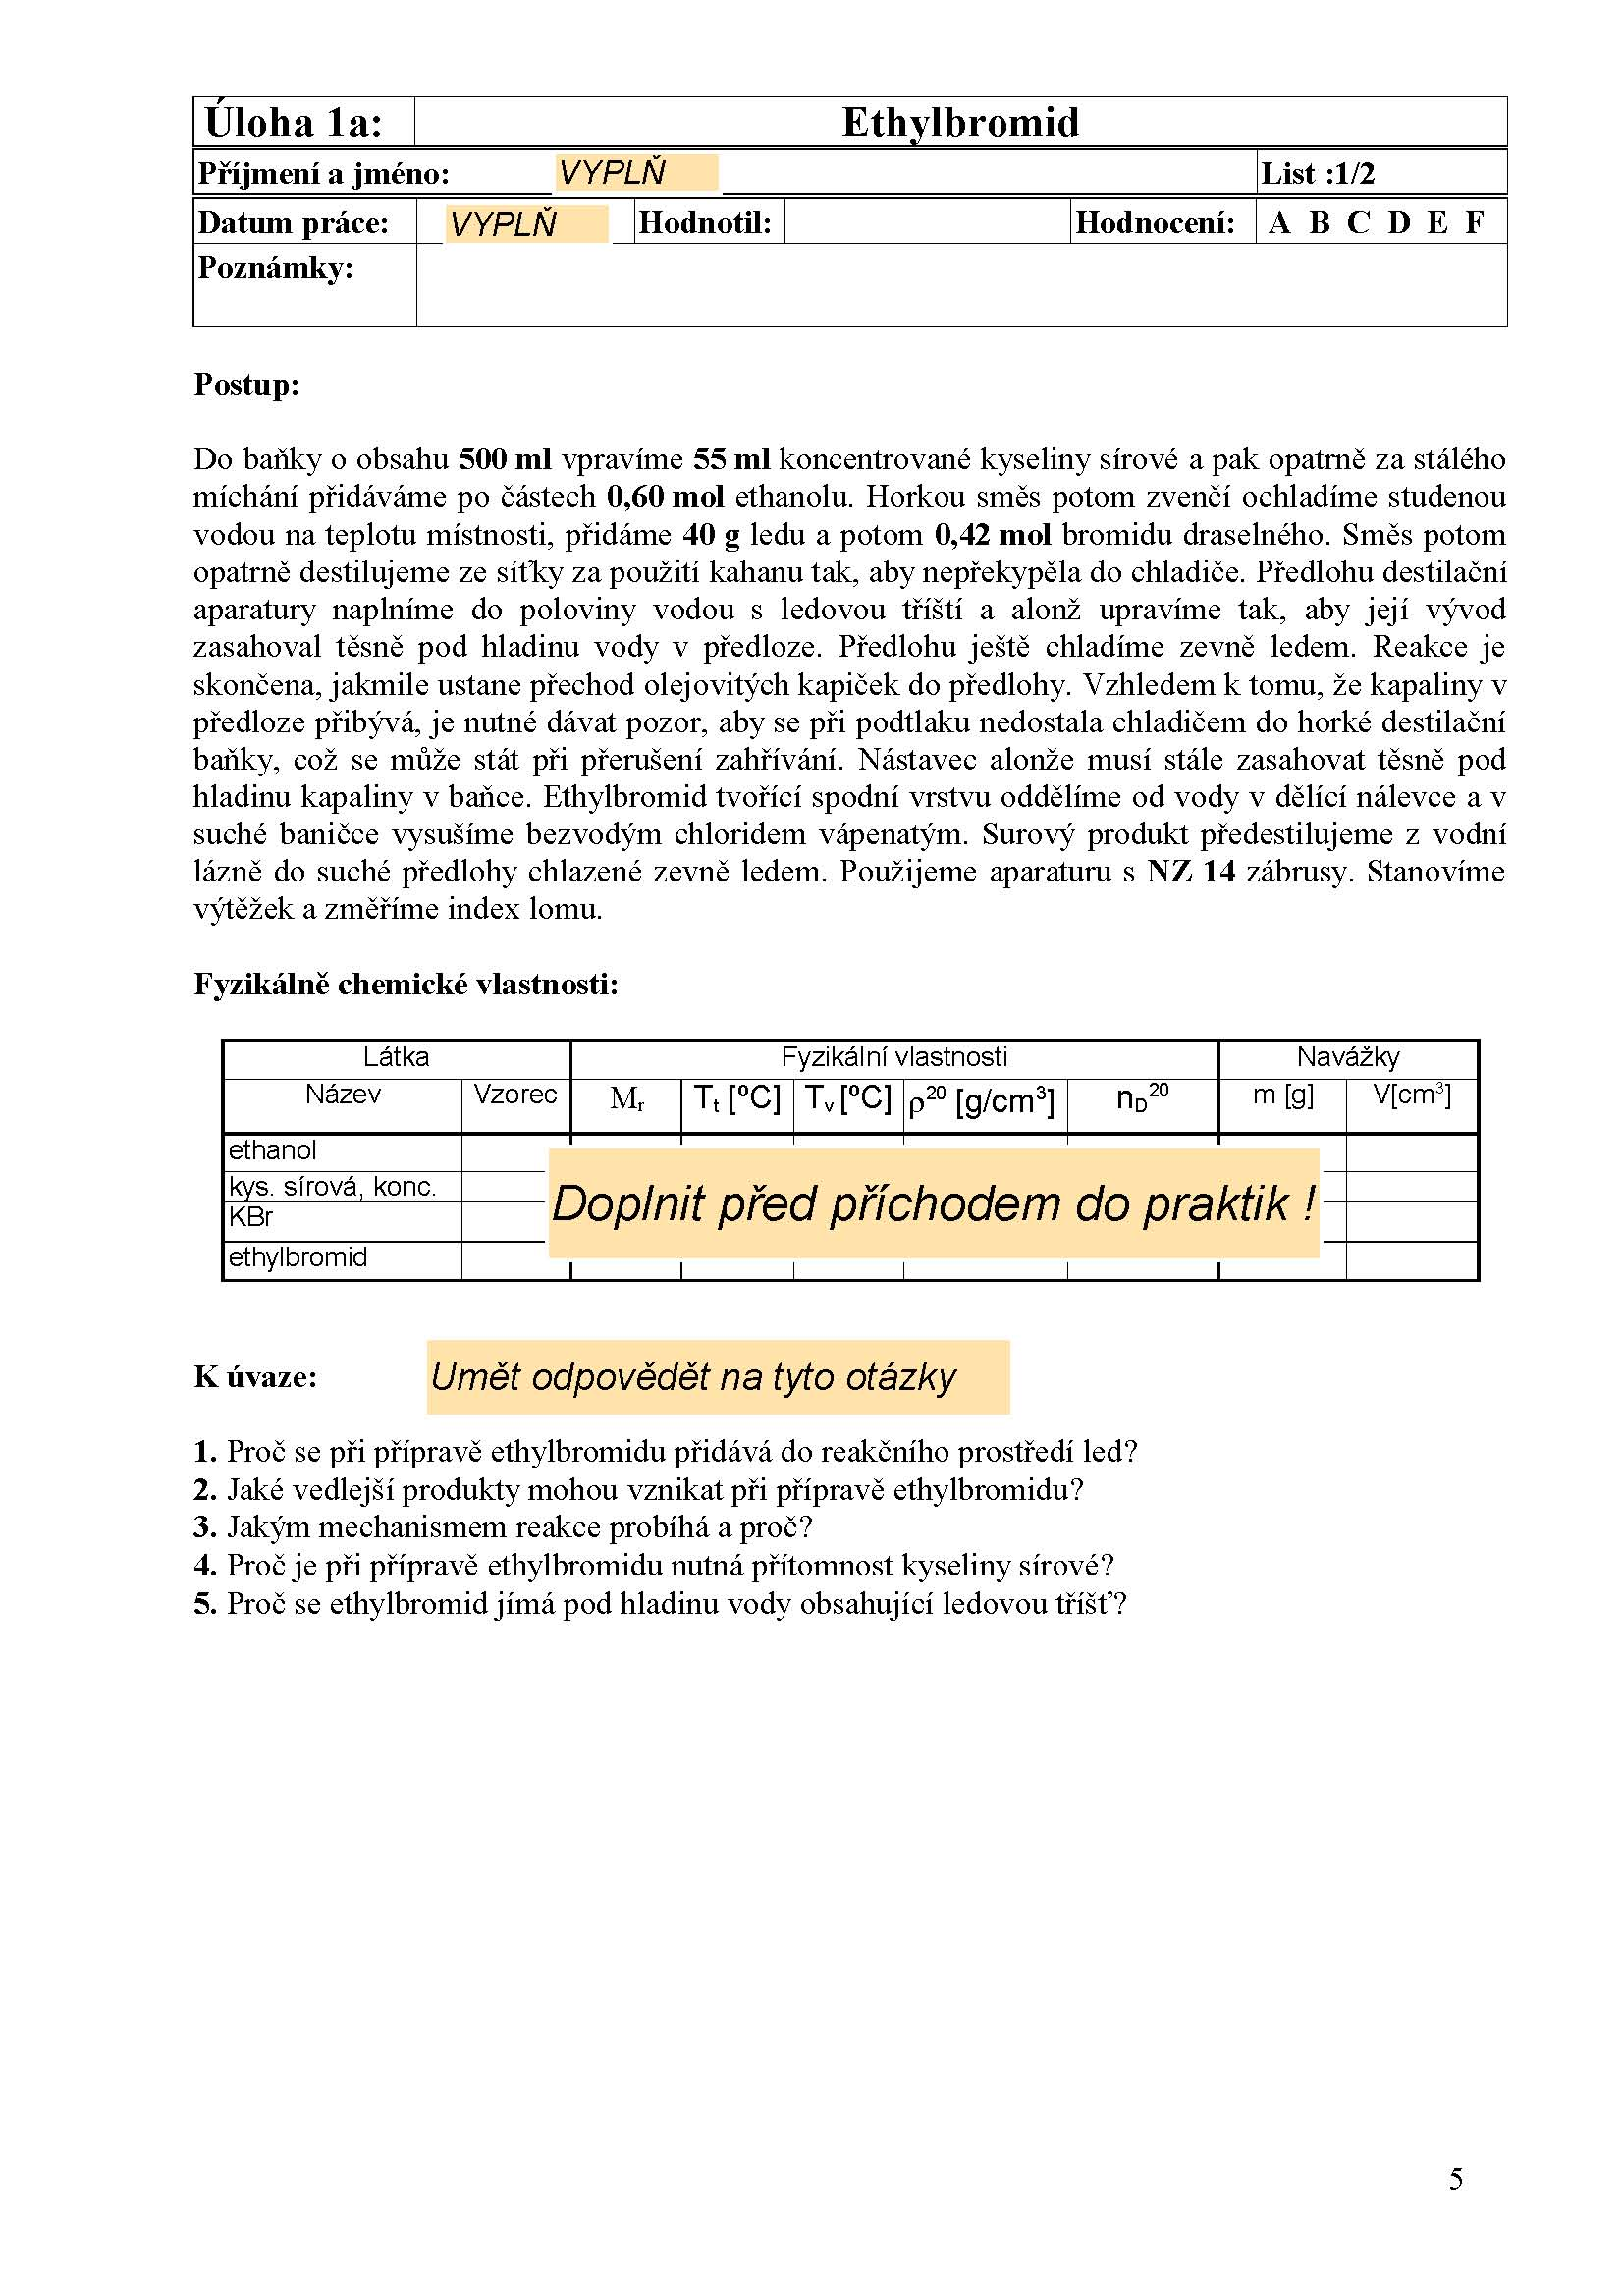 Úloha 1a: Ethylbromid
Příjmení a jméno: VYPLŇ List :1/2
Datum práce: VYPLŇ Hodnotil: Hodnocení: A B C D E F
Poznámky:
Postup:
Do baňky o obsahu 500 ml vpravíme 55 ml koncentrované kyseliny sírové a pak opatrně za stálého
míchání přidáváme po částech 0,60 mol ethanolu. Horkou směs potom zvenčí ochladíme studenou
vodou na teplotu místnosti, přidáme 40 g ledu a potom 0,42 mol bromidu draselného. Směs potom
opatrně destilujeme ze síťky za použití kahanu tak, aby nepřekypěla do chladiče. Předlohu destilační
aparatury naplníme do poloviny vodou s ledovou tříští a alonž upravíme tak, aby její vývod
zasahoval těsně pod hladinu vody v předloze. Předlohu ještě chladíme zevně ledem. Reakce je
skončena, jakmile ustane přechod olejovitých kapiček do předlohy. Vzhledem k tomu, že kapaliny v
předloze přibývá, je nutné dávat pozor, aby se při podtlaku nedostala chladičem do horké destilační
baňky, což se může stát při přerušení zahřívání. Nástavec alonže musí stále zasahovat těsně pod
hladinu kapaliny v baňce. Ethylbromid tvořící spodní vrstvu oddělíme od vody v dělící nálevce a v
suché baničce vysušíme bezvodým chloridem vápenatým. Surový produkt předestilujeme z vodní
lázně do suché předlohy chlazené zevně ledem. Použijeme aparaturu s NZ 14 zábrusy. Stanovíme
výtěžek a změříme index lomu.
Fyzikálně chemické vlastnosti:
Látka Fyzikální vlastnosti Navážky
Název Vzorec Mr Tt [ºC] Tv [ºC] ρ²⁰ [g/cm³] nD²⁰ m [g] V[cm³]
ethanol
kys. sírová, konc.
KBr
ethylbromid
Doplnit před příchodem do praktik !
K úvaze: Umět odpovědět na tyto otázky
1. Proč se při přípravě ethylbromidu přidává do reakčního prostředí led?
2. Jaké vedlejší produkty mohou vznikat při přípravě ethylbromidu?
3. Jakým mechanismem reakce probíhá a proč?
4. Proč je při přípravě ethylbromidu nutná přítomnost kyseliny sírové?
5. Proč se ethylbromid jímá pod hladinu vody obsahující ledovou tříšť?
5